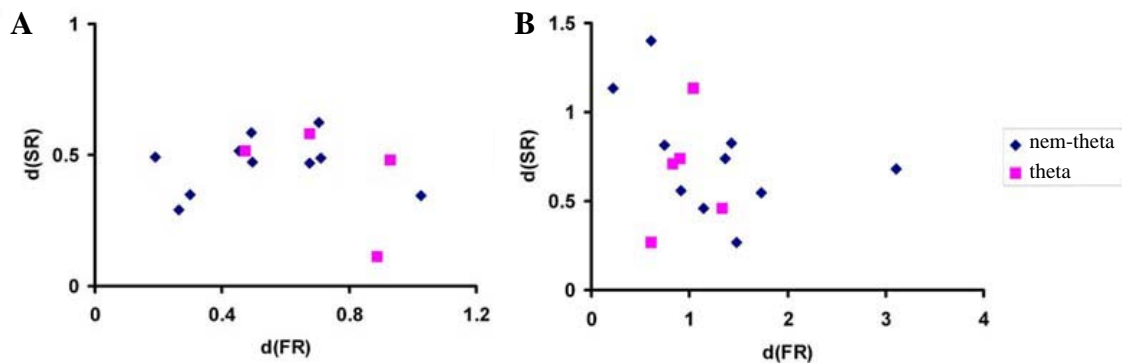 A
d(SR)
1
0.5
0
0 0.4 0.8 1.2
d(FR)
B
d(SR)
1.5
1
0.5
0
0 1 2 3 4
d(FR)
nem-theta
theta